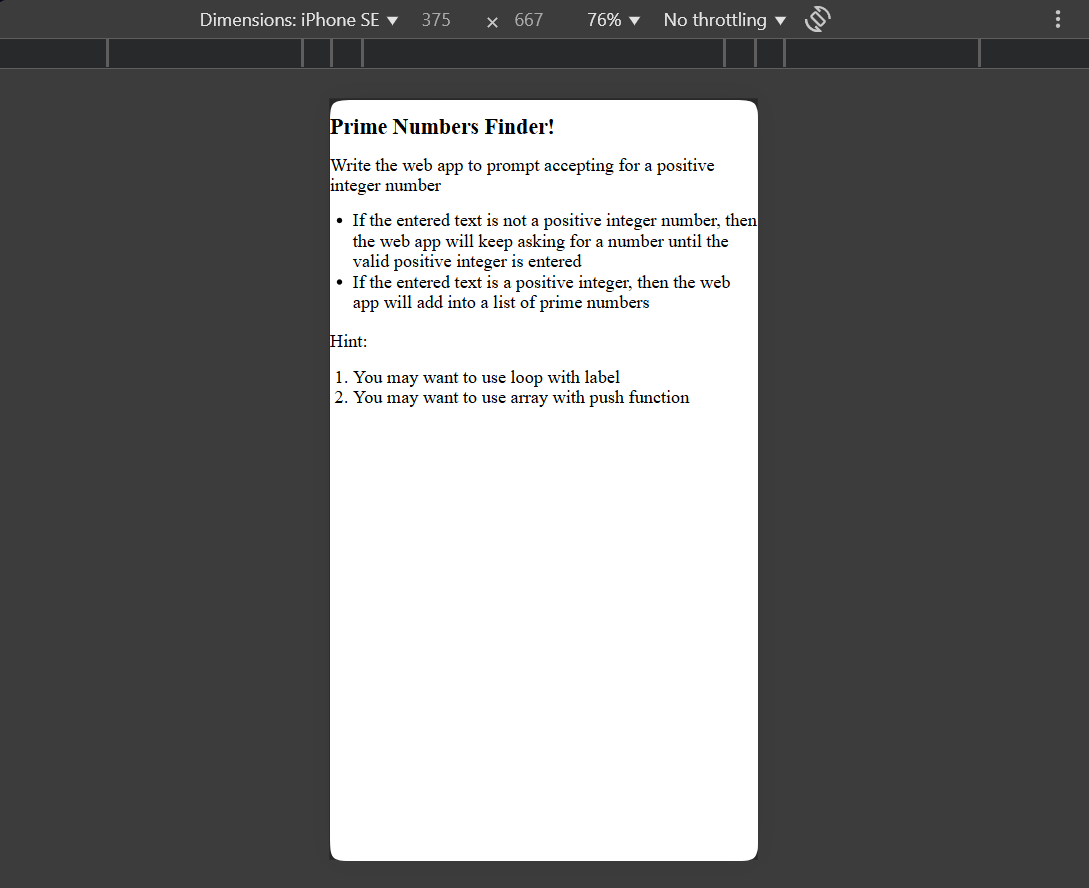 Dimensions: iPhone SE ▼ 375 × 667 76% ▼ No throttling ▼
Prime Numbers Finder!
Write the web app to prompt accepting for a positive
integer number
• If the entered text is not a positive integer number, then
the web app will keep asking for a number until the
valid positive integer is entered
• If the entered text is a positive integer, then the web
app will add into a list of prime numbers
Hint:
1. You may want to use loop with label
2. You may want to use array with push function